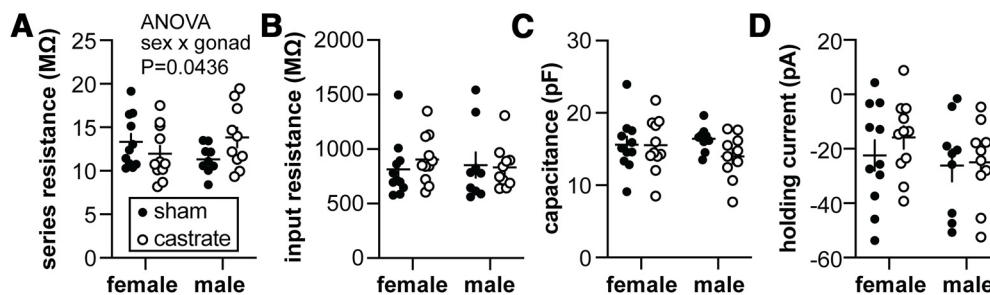 A
ANOVA
sex x gonad
P=0.0436
series resistance (MΩ)
25
20
15
10
5
0
sham
castrate
female male
B
input resistance (MΩ)
2000
1500
1000
500
0
female male
C
capacitance (pF)
30
20
10
0
female male
D
holding current (pA)
20
0
-20
-40
-60
female male